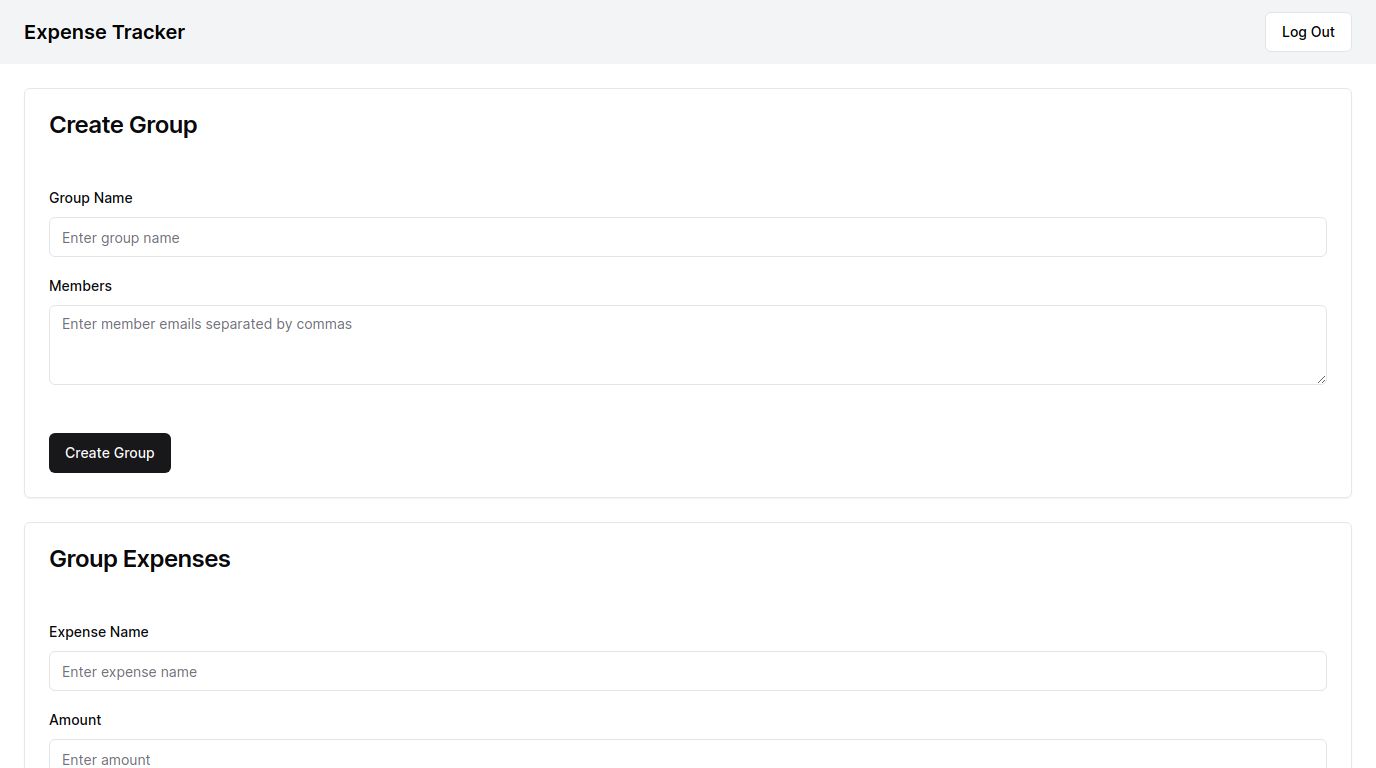 Expense Tracker
Log Out
Create Group
Group Name
Enter group name
Members
Enter member emails separated by commas
Create Group
Group Expenses
Expense Name
Enter expense name
Amount
Enter amount